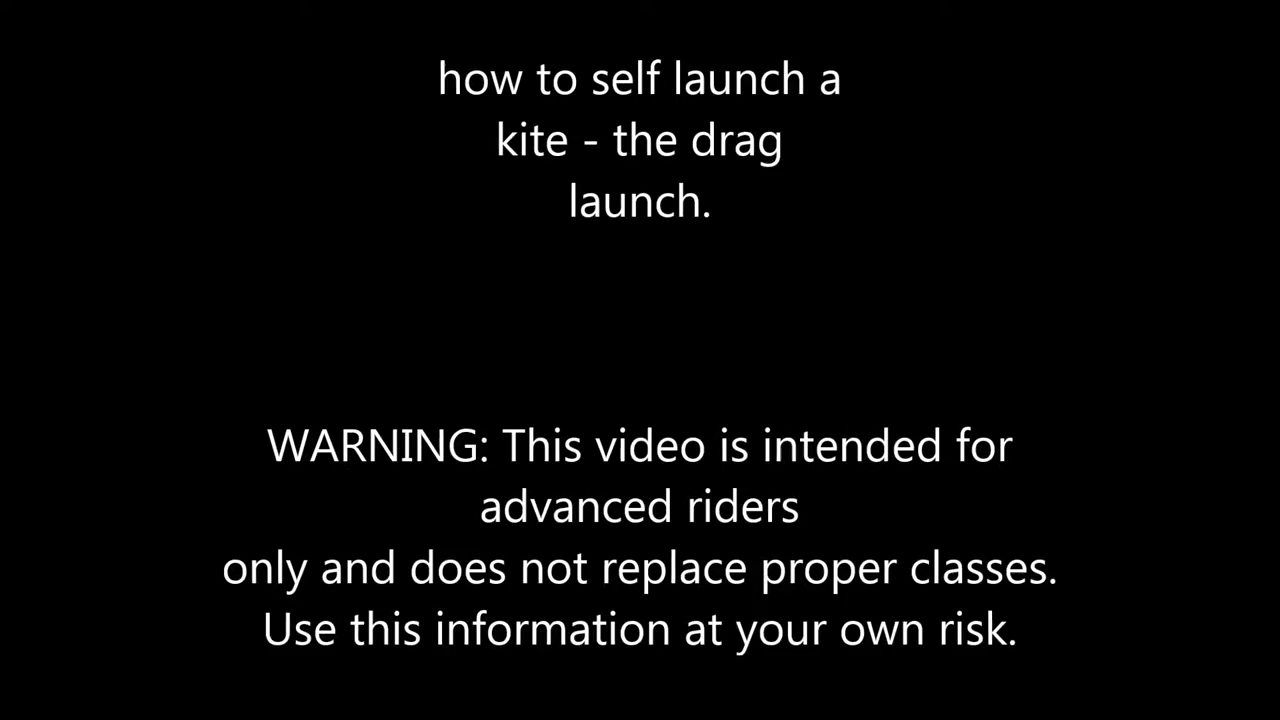 how to self launch a
kite - the drag
launch.
WARNING: This video is intended for
advanced riders
only and does not replace proper classes.
Use this information at your own risk.